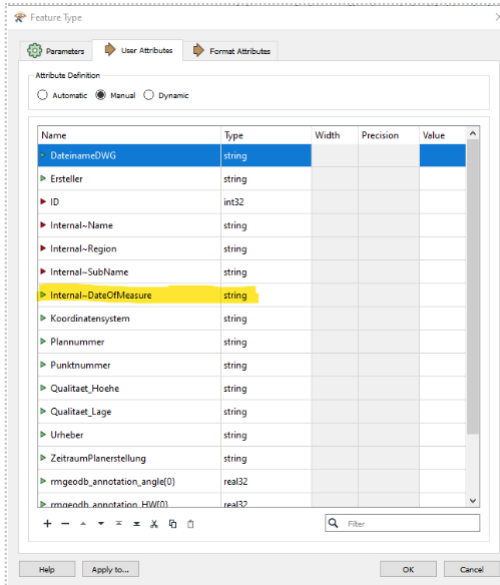 Feature Type
Parameters User Attributes Format Attributes
Attribute Definition
Automatic Manual Dynamic
Name Type Width Precision Value
DateinameDWG string
Ersteller string
ID int32
Internal~Name string
Internal~Region string
Internal~SubName string
Internal~DateOfMeasure string
Koordinatensystem string
Plannummer string
Punktnummer string
Qualitaet_Hoehe string
Qualitaet_Lage string
Urheber string
ZeitraumPlanerstellung string
rmgeodb_annotation_angle{0} real32
rmgeodb_annotation_HW{0} real32
Filter
Help Apply to... OK Cancel